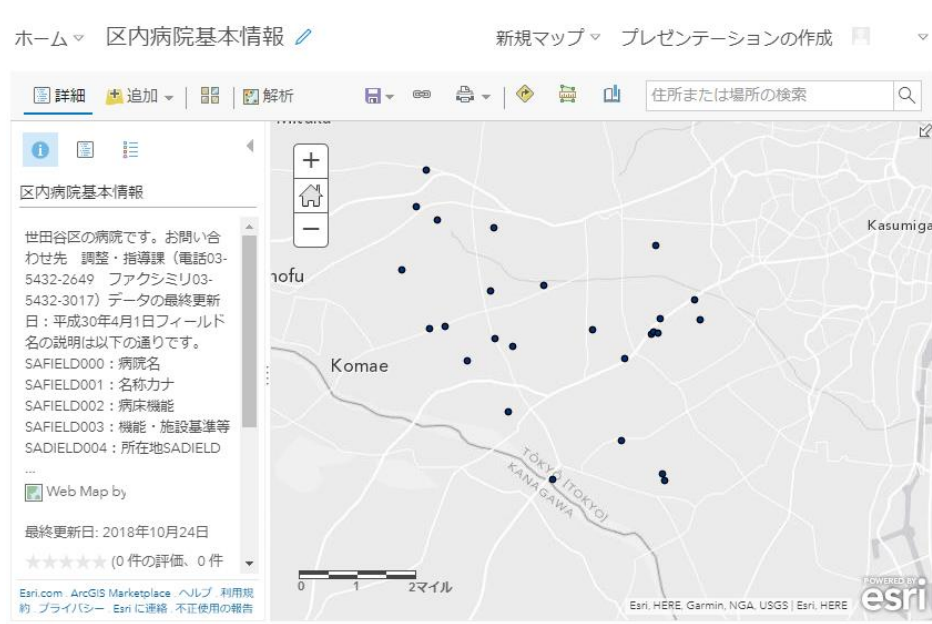 ホーム 区内病院基本情報 新規マップ プレゼンテーションの作成
詳細 追加 解析 住所または場所の検索
区内病院基本情報
世田谷区の病院です。お問い合
わせ先 調整・指導課（電話03-
5432-2649 ファクシミリ03-
5432-3017）データの最終更新
日：平成30年4月1日フィールド
名の説明は以下の通りです。
SAFIELD000：病院名
SAFIELD001：名称カナ
SAFIELD002：病床機能
SAFIELD003：機能・施設基準等
SADIELD004：所在地SADIELD
...
Web Map by
最終更新日: 2018年10月24日
(0 件の評価、0 件
Esri.com . ArcGIS Marketplace . ヘルプ . 利用規
約 . プライバシー . Esri に連絡 . 不正使用の報告
nofu
Komae
Kasumiga
TŌKYŌ (TOKYO)
KANAGAWA
0 1 2マイル
Esri, HERE, Garmin, NGA, USGS | Esri, HERE
POWERED BY
esri